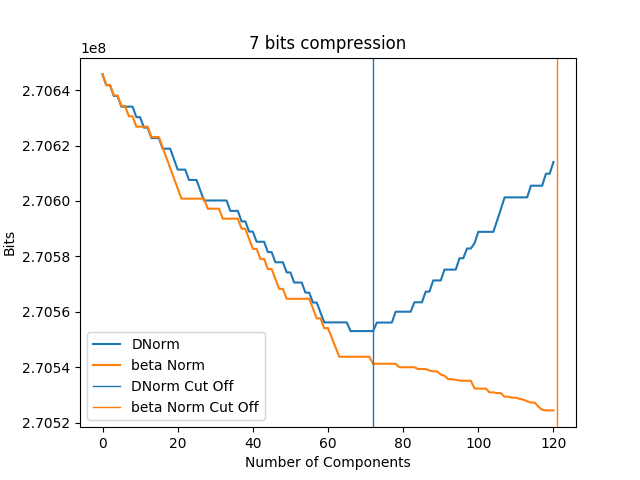 7 bits compression
1e8
2.7064
2.7062
2.7060
2.7058
2.7056
2.7054
2.7052
Bits
DNorm
beta Norm
DNorm Cut Off
beta Norm Cut Off
0 20 40 60 80 100 120
Number of Components